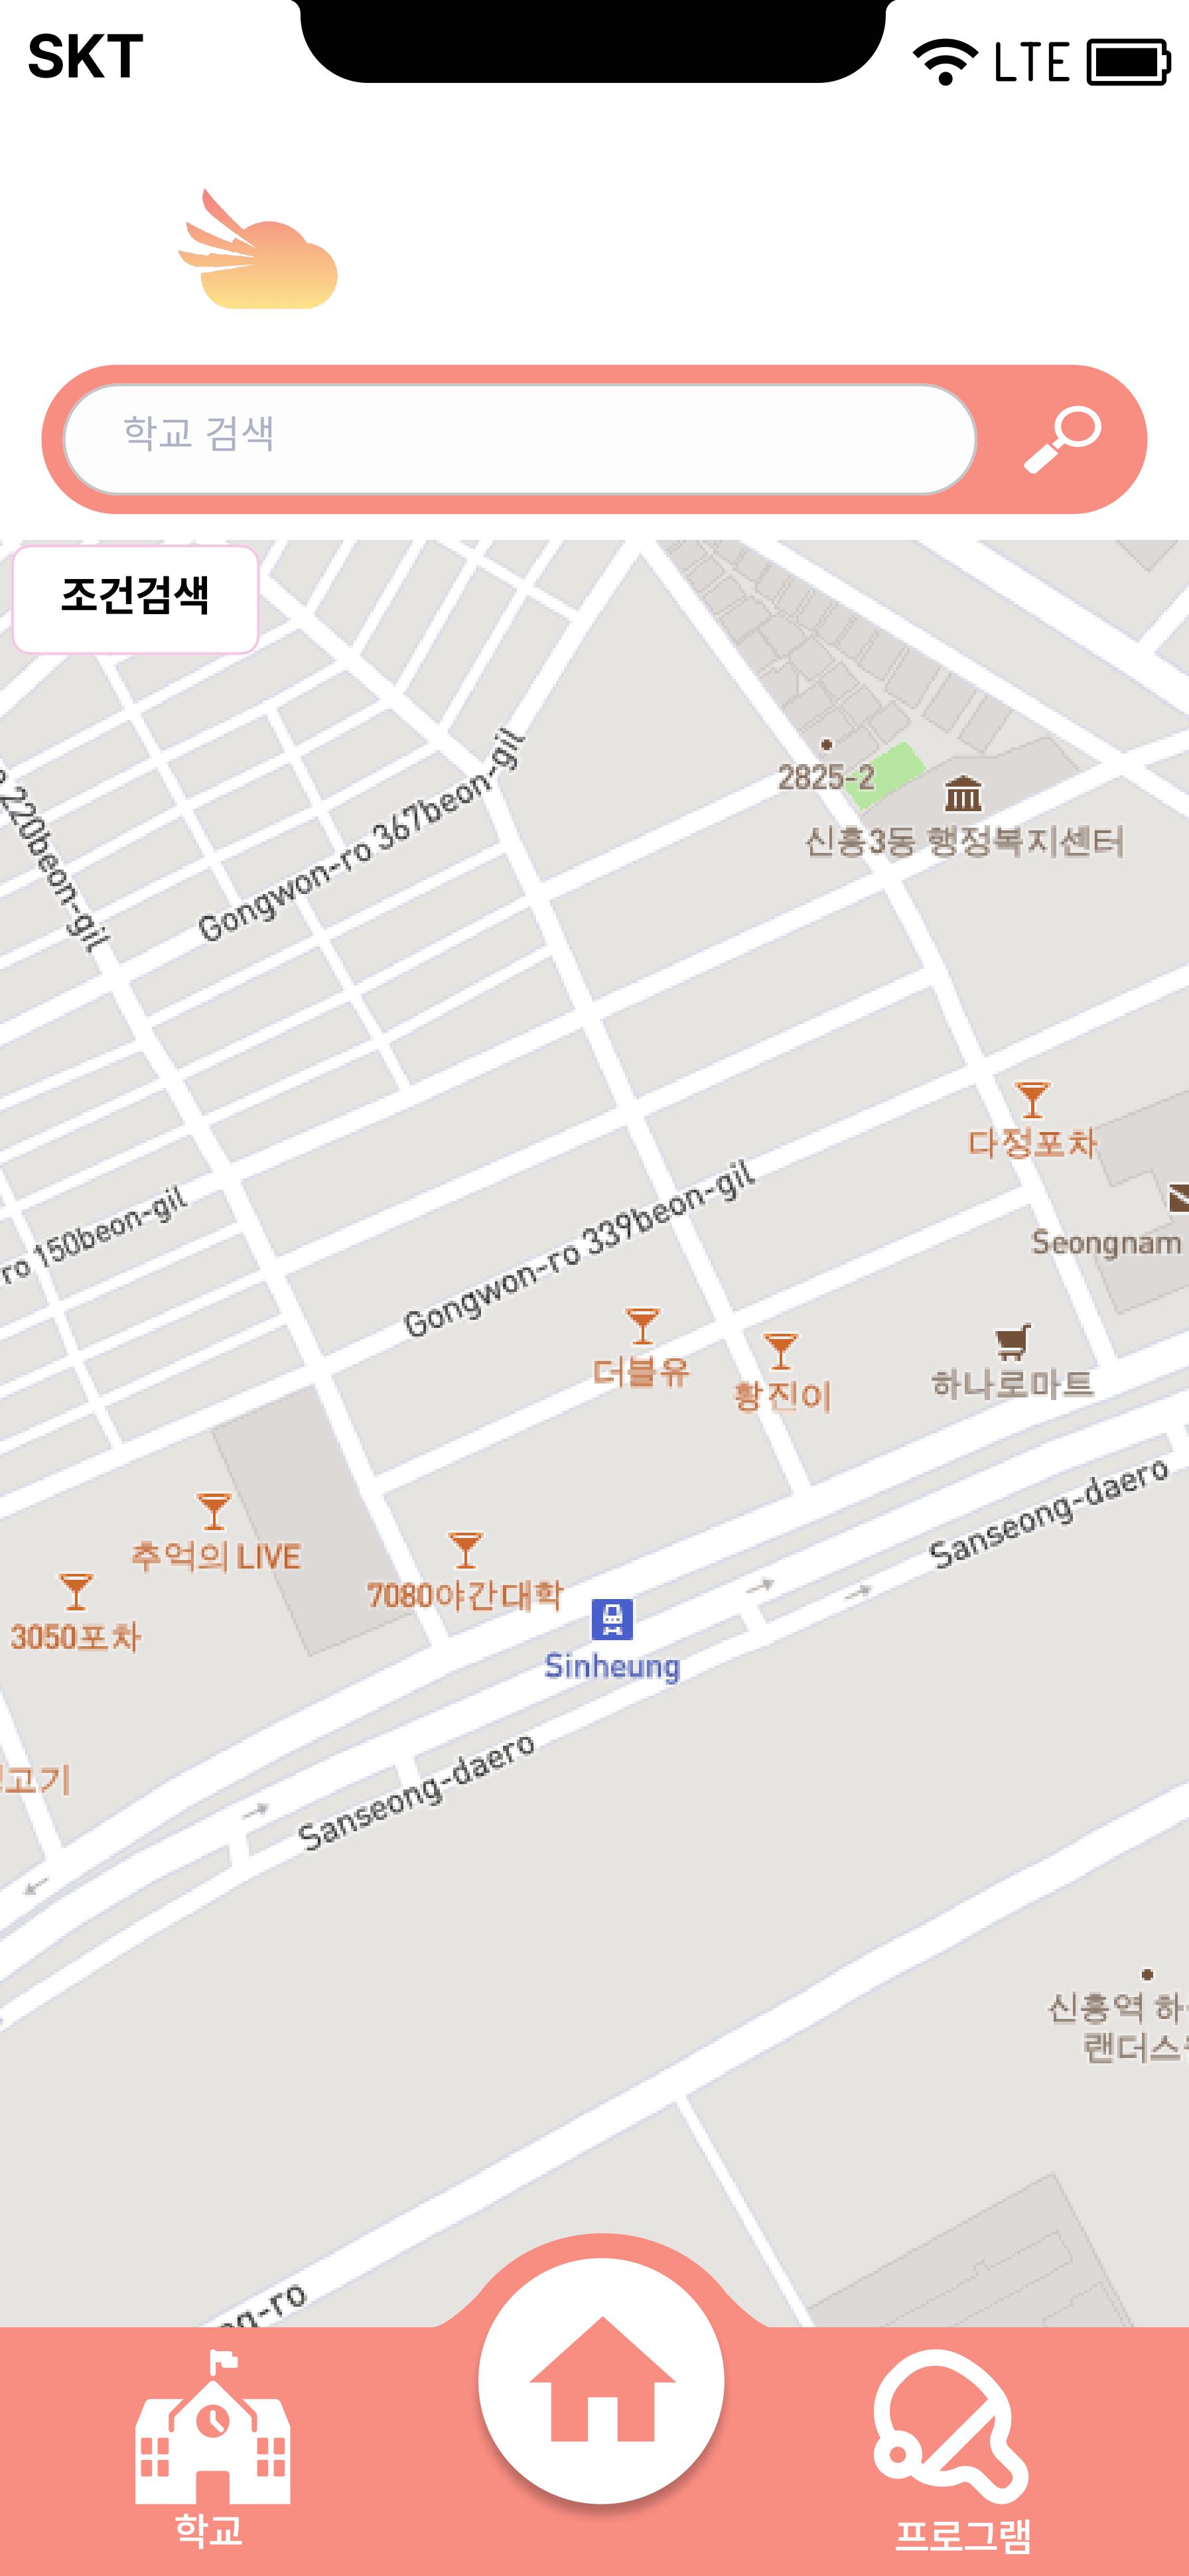 SKT
LTE
학교 검색
조건검색
220beon-gil
Gongwon-ro 367beon-gil
2825-2
신흥3동 행정복지센터
다정포차
ro 150beon-gil
Gongwon-ro 339beon-gil
Seongnam
더블유
황진이
하나로마트
Sanseong-daero
추억의 LIVE
7080야간대학
3050포차
Sinheung
Sanseong-daero
고기
신흥역 하
랜더스
-ro
학교
프로그램